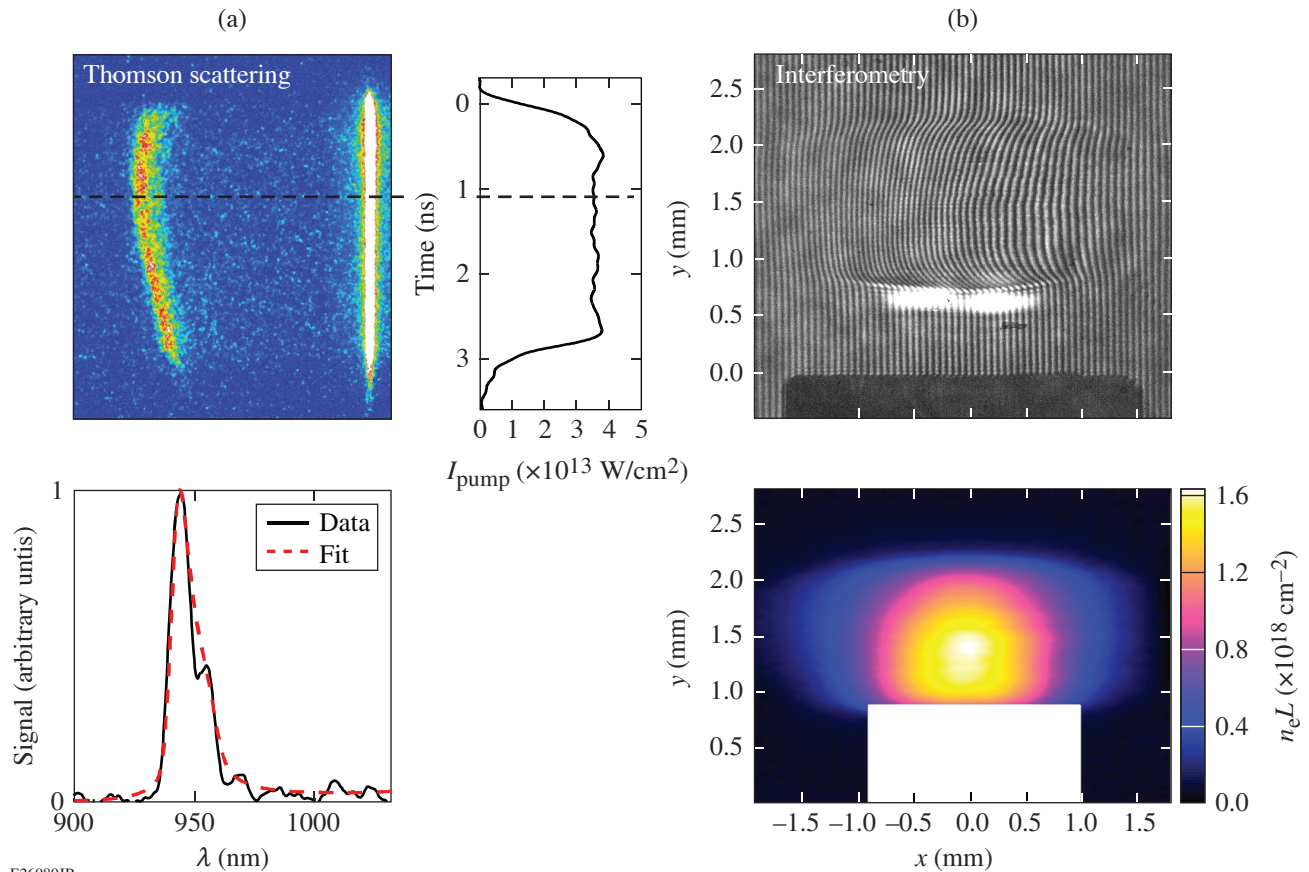 (a)
(b)
Thomson scattering
Time (ns)
0
1
2
3
0 1 2 3 4 5
I_pump (×10^13 W/cm^2)
Interferometry
y (mm)
2.5
2.0
1.5
1.0
0.5
0.0
Signal (arbitrary untis)
1
0
Data
Fit
900 950 1000
λ (nm)
y (mm)
2.5
2.0
1.5
1.0
0.5
–1.5 –1.0 –0.5 0.0 0.5 1.0 1.5
x (mm)
1.6
1.2
0.8
0.4
0.0
n_eL (×10^18 cm^–2)